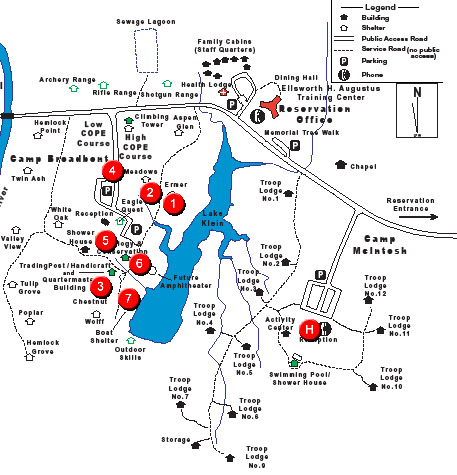 Legend
Building
Shelter
Public Access Road
Service Road (no public
access)
P Parking
Phone
N
Sewage Lagoon
Family Cabins
(Staff Quarters)
Archery Range
Rifle Range
Shotgun Range
Health Lodge
Dining Hall
Ellsworth H. Augustus
Training Center
Reservation
Office
P
Memorial Tree Walk
P
Hemlock
Point
Low
COPE
Course
Climbing
Tower
High
COPE
Course
Aspen
Glen
Camp Broadbent
Chapel
4
Meadows
Twin Ash
P
2
Ermer
1
Troop
Lodge
No.1
Reservation
Entrance
White
Oak
Reception
Eagle
Quest
Lake
Klein
P
Valley
View
Shower
House
5
Camp
McIntosh
6
Trading Post / Handicraft
and
Quartermaster
Building
Future
Amphitheater
Troop
Lodge
No.2
P
Tulip
Grove
3
Chestnut
7
Troop
Lodge
No.3
Troop
Lodge
No.12
Poplar
Wolff
Boat
Shelter
Troop
Lodge
No.4
Activity
Center
H
Reception
Troop
Lodge
No.11
Hemlock
Grove
Outdoor
Skills
Troop
Lodge
No.5
Swimming Pool/
Shower House
Troop
Lodge
No.10
Troop
Lodge
No.7
Troop
Lodge
No.6
Storage
Troop
Lodge
No.9